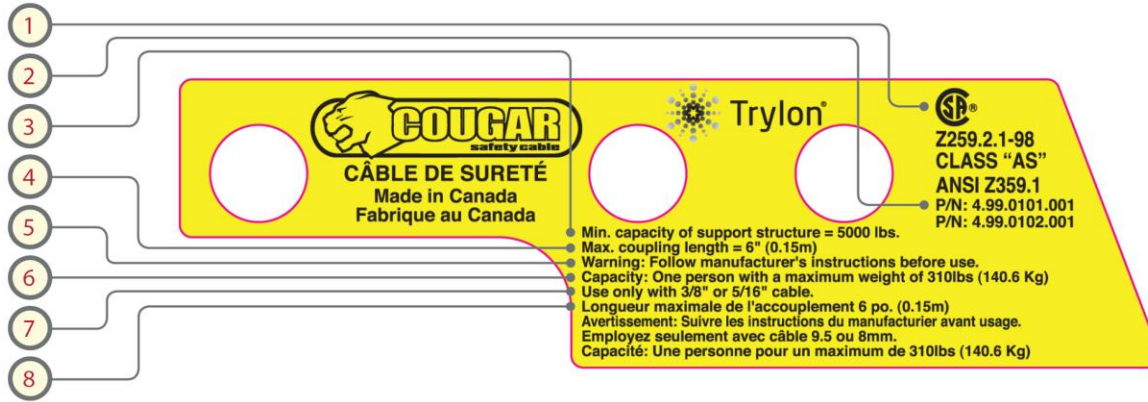 1
2
3
4
5
6
7
8
COUGAR
safety cable
CÂBLE DE SURETÉ
Made in Canada
Fabrique au Canada
Trylon®
CSA®
Z259.2.1-98
CLASS “AS”
ANSI Z359.1
P/N: 4.99.0101.001
P/N: 4.99.0102.001
Min. capacity of support structure = 5000 lbs.
Max. coupling length = 6" (0.15m)
Warning: Follow manufacturer's instructions before use.
Capacity: One person with a maximum weight of 310lbs (140.6 Kg)
Use only with 3/8" or 5/16" cable.
Longueur maximale de l'accouplement 6 po. (0.15m)
Avertissement: Suivre les instructions du manufacturier avant usage.
Employez seulement avec câble 9.5 ou 8mm.
Capacité: Une personne pour un maximum de 310lbs (140.6 Kg)